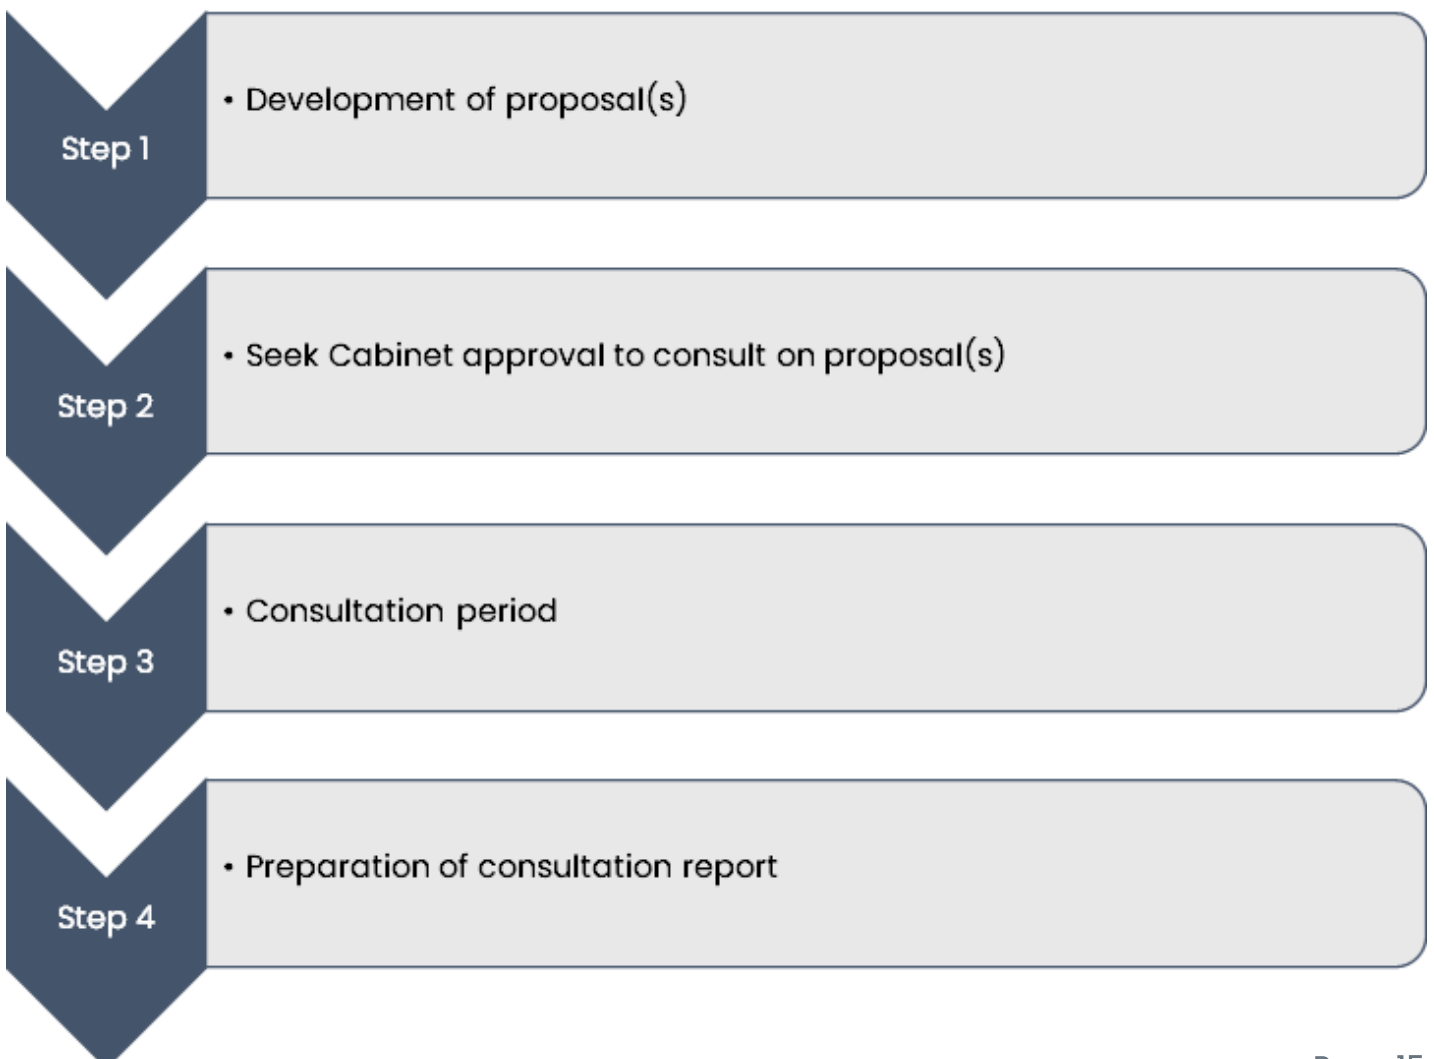 Step 1
• Development of proposal(s)
Step 2
• Seek Cabinet approval to consult on proposal(s)
Step 3
• Consultation period
Step 4
• Preparation of consultation report